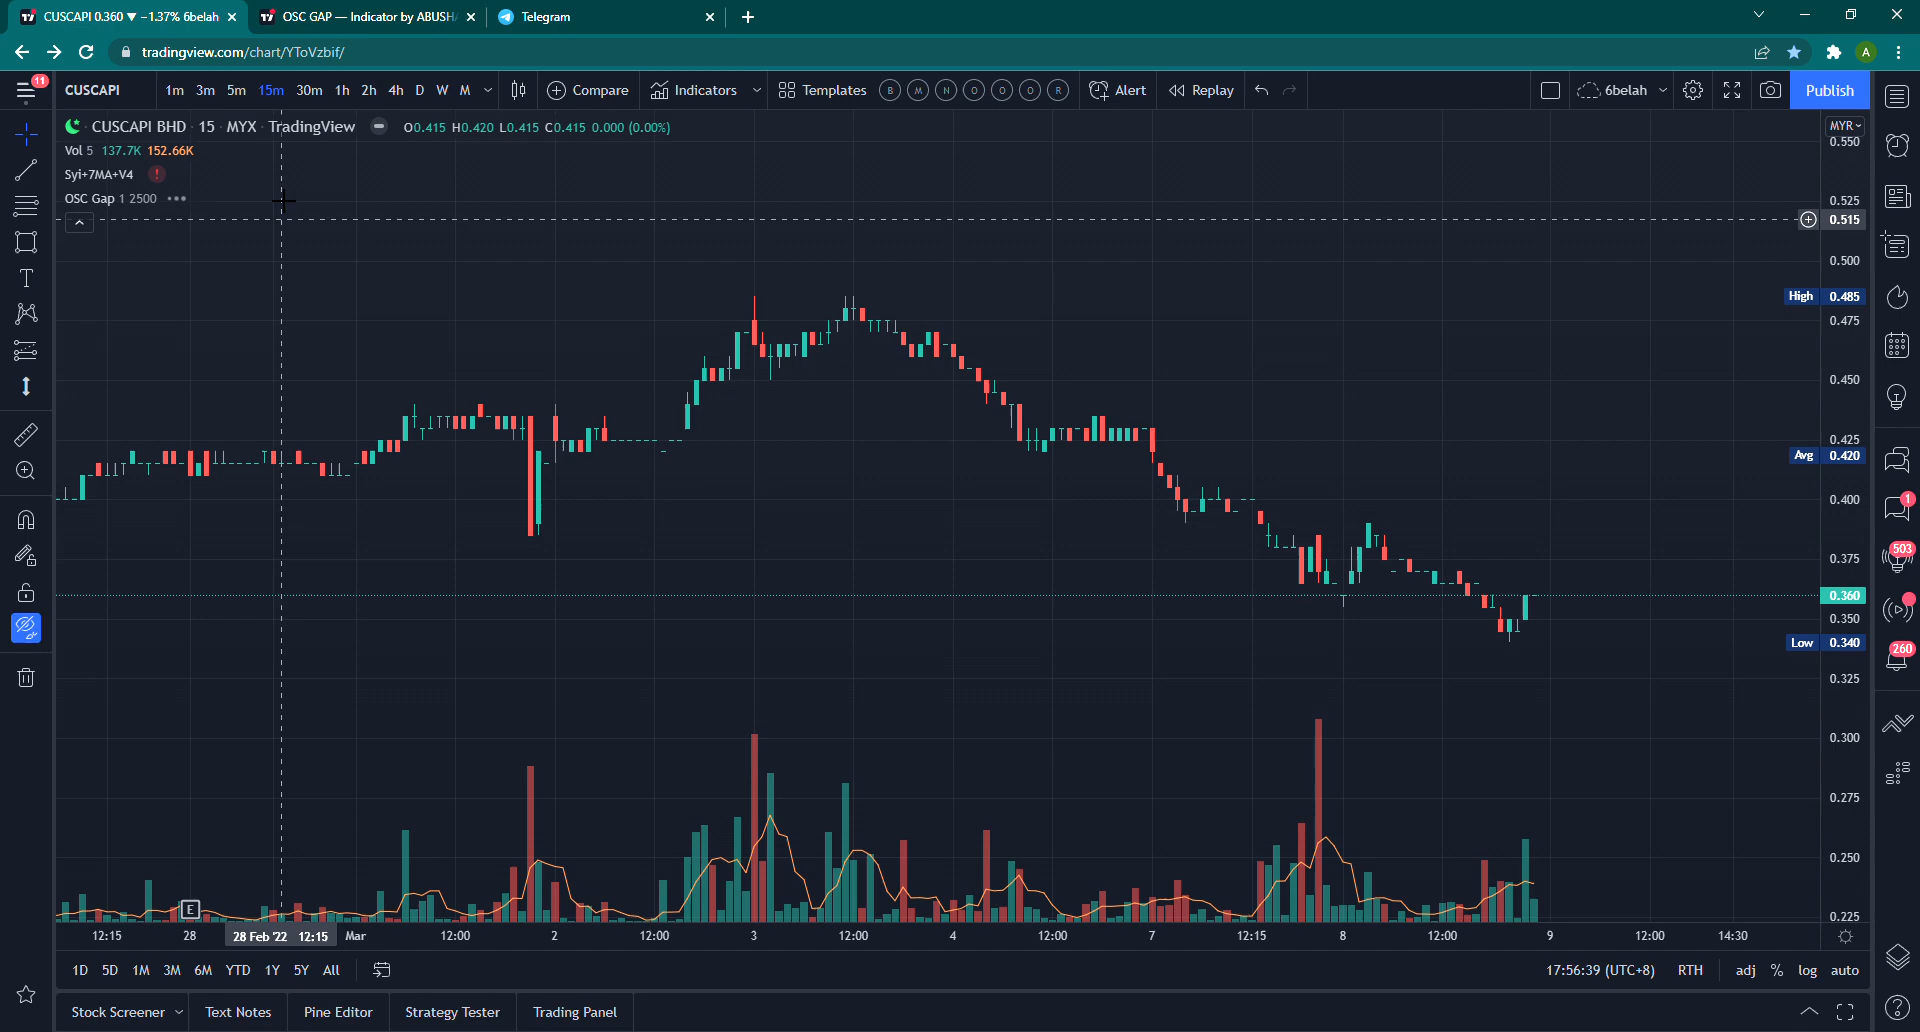 CUSCAPI 0.360 ▼ −1.37% 6belah
OSC GAP — Indicator by ABUSHA
Telegram
tradingview.com/chart/YToVzbif/
A
11
CUSCAPI 1m 3m 5m 15m 30m 1h 2h 4h D W M Compare Indicators Templates B M N O O O R Alert Replay 6belah Publish
CUSCAPI BHD · 15 · MYX · TradingView O0.415 H0.420 L0.415 C0.415 0.000 (0.00%)
Vol 5 137.7K 152.66K
Syi+7MA+V4 !
OSC Gap 1 2500
MYR
0.550
0.525
0.515
0.500
High 0.485
0.475
0.450
0.425
Avg 0.420
0.400
0.375
0.360
0.350
Low 0.340
0.325
0.300
0.275
0.250
0.225
1
503
260
E
12:15 28 28 Feb '22 12:15 Mar 12:00 2 12:00 3 12:00 4 12:00 7 12:15 8 12:00 9 12:00 14:30
1D 5D 1M 3M 6M YTD 1Y 5Y All 17:56:39 (UTC+8) RTH adj % log auto
Stock Screener Text Notes Pine Editor Strategy Tester Trading Panel